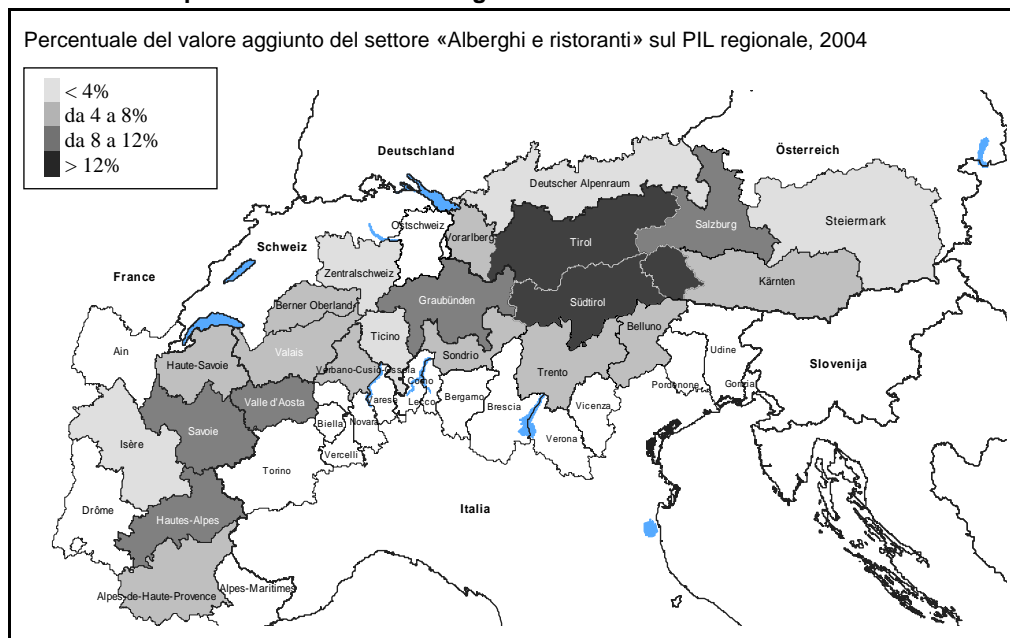 Percentuale del valore aggiunto del settore «Alberghi e ristoranti» sul PIL regionale, 2004
< 4%
da 4 a 8%
da 8 a 12%
> 12%
Deutschland
Österreich
Deutscher Alpenraum
Steiermark
Ostschweiz
Vorarlberg
Tirol
Salzburg
Schweiz
Zentralschweiz
France
Kärnten
Graubünden
Südtirol
Berner Oberland
Belluno
Ticino
Udine
Ain
Valais
Sondrio
Slovenija
Haute-Savoie
Verbano-Cusio-Ossola
Trento
Como
Pordenone
Gorizia
Valle d'Aosta
Varese
Lecco
Bergamo
Brescia
Vicenza
Biella
Novara
Savoie
Isère
Verona
Vercelli
Torino
Drôme
Italia
Hautes-Alpes
Alpes-Maritimes
Alpes-de-Haute-Provence